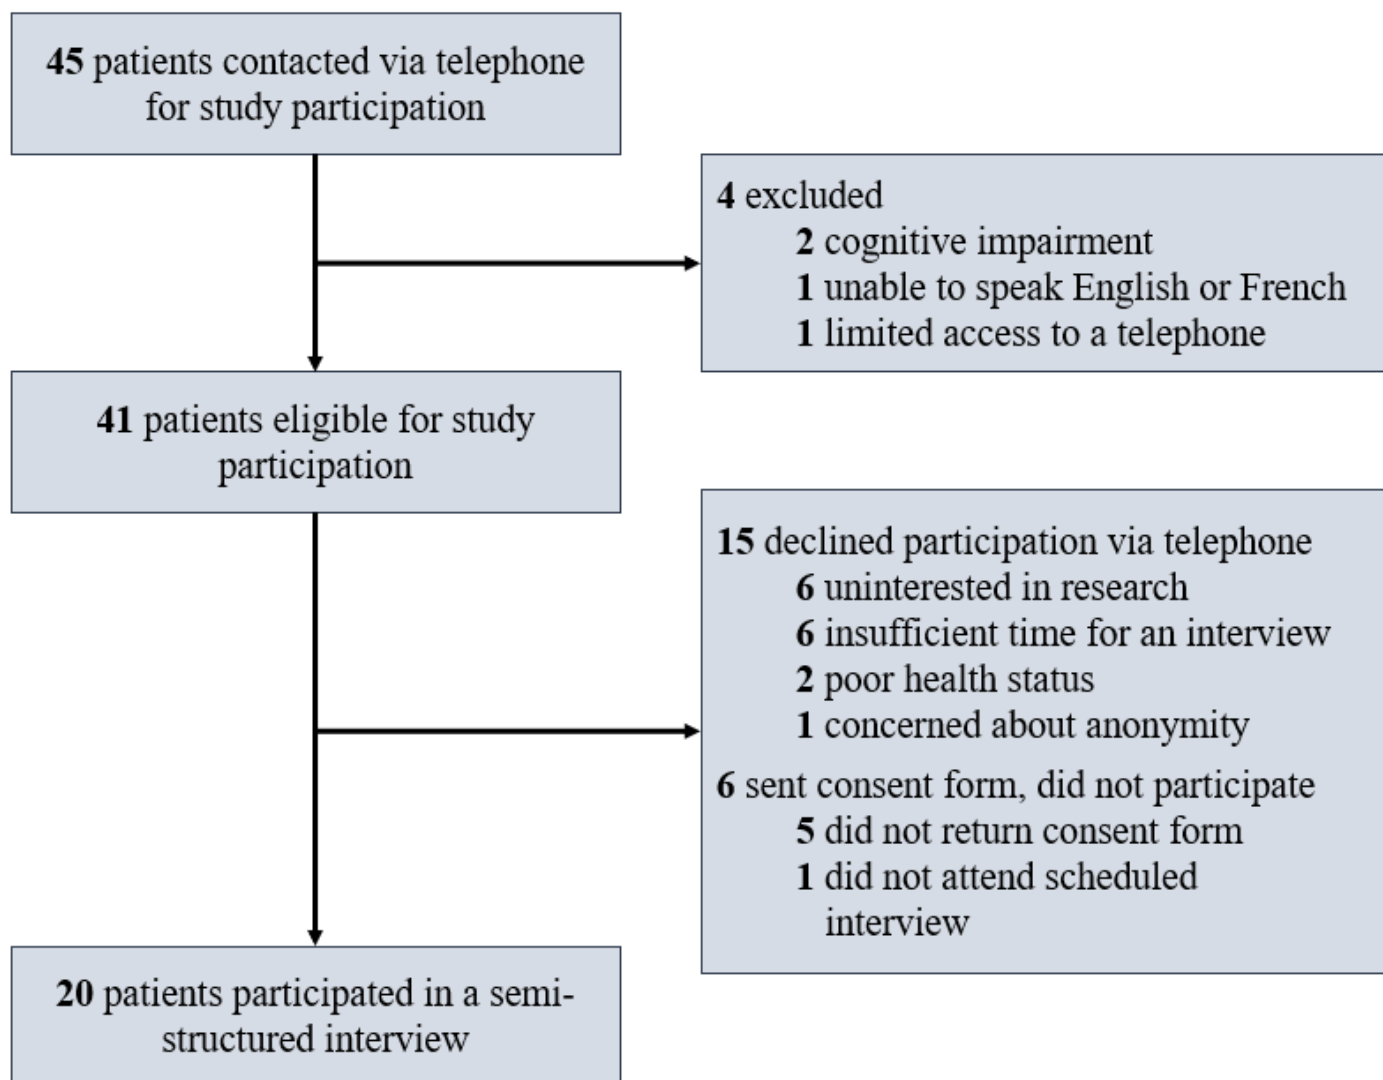 45 patients contacted via telephone
for study participation
4 excluded
2 cognitive impairment
1 unable to speak English or French
1 limited access to a telephone
41 patients eligible for study
participation
15 declined participation via telephone
6 uninterested in research
6 insufficient time for an interview
2 poor health status
1 concerned about anonymity
6 sent consent form, did not participate
5 did not return consent form
1 did not attend scheduled
interview
20 patients participated in a semi-
structured interview